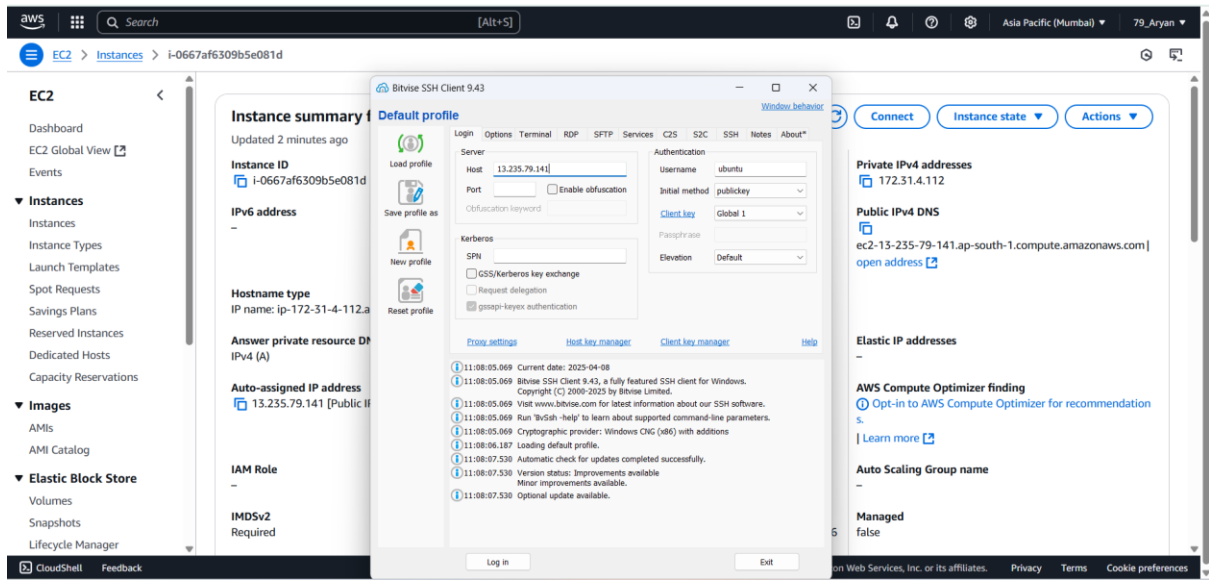 aws
Search
[Alt+S]
Asia Pacific (Mumbai)
79_Aryan
EC2 > Instances > i-0667af6309b5e081d
EC2
Dashboard
EC2 Global View
Events
Instances
Instances
Instance Types
Launch Templates
Spot Requests
Savings Plans
Reserved Instances
Dedicated Hosts
Capacity Reservations
Images
AMIs
AMI Catalog
Elastic Block Store
Volumes
Snapshots
Lifecycle Manager
Instance summary f
Updated 2 minutes ago
Instance ID
i-0667af6309b5e081d
IPv6 address
–
Hostname type
IP name: ip-172-31-4-112.a
Answer private resource DN
IPv4 (A)
Auto-assigned IP address
13.235.79.141 [Public IP
IAM Role
–
IMDSv2
Required
Bitvise SSH Client 9.43
Default profile
Window behavior
Load profile
Save profile as
New profile
Reset profile
Login Options Terminal RDP SFTP Services C2S S2C SSH Notes About*
Server
Host 13.235.79.141
Port
Enable obfuscation
Obfuscation keyword
Kerberos
SPN
GSS/Kerberos key exchange
Request delegation
gssapi-keyex authentication
Authentication
Username ubuntu
Initial method publickey
Client key Global 1
Passphrase
Elevation Default
Proxy settings Host key manager Client key manager Help
11:08:05.069 Current date: 2025-04-08
11:08:05.069 Bitvise SSH Client 9.43, a fully featured SSH client for Windows.
Copyright (C) 2000-2025 by Bitvise Limited.
11:08:05.069 Visit www.bitvise.com for latest information about our SSH software.
11:08:05.069 Run 'BvSsh -help' to learn about supported command-line parameters.
11:08:05.069 Cryptographic provider: Windows CNG (x86) with additions
11:08:06.187 Loading default profile.
11:08:07.530 Automatic check for updates completed successfully.
11:08:07.530 Version status: Improvements available
Minor improvements available.
11:08:07.530 Optional update available.
Log in
Exit
Connect
Instance state
Actions
Private IPv4 addresses
172.31.4.112
Public IPv4 DNS
ec2-13-235-79-141.ap-south-1.compute.amazonaws.com |
open address
Elastic IP addresses
–
AWS Compute Optimizer finding
Opt-in to AWS Compute Optimizer for recommendation
s.
| Learn more
Auto Scaling Group name
–
Managed
6 false
CloudShell
Feedback
on Web Services, Inc. or its affiliates.
Privacy
Terms
Cookie preferences